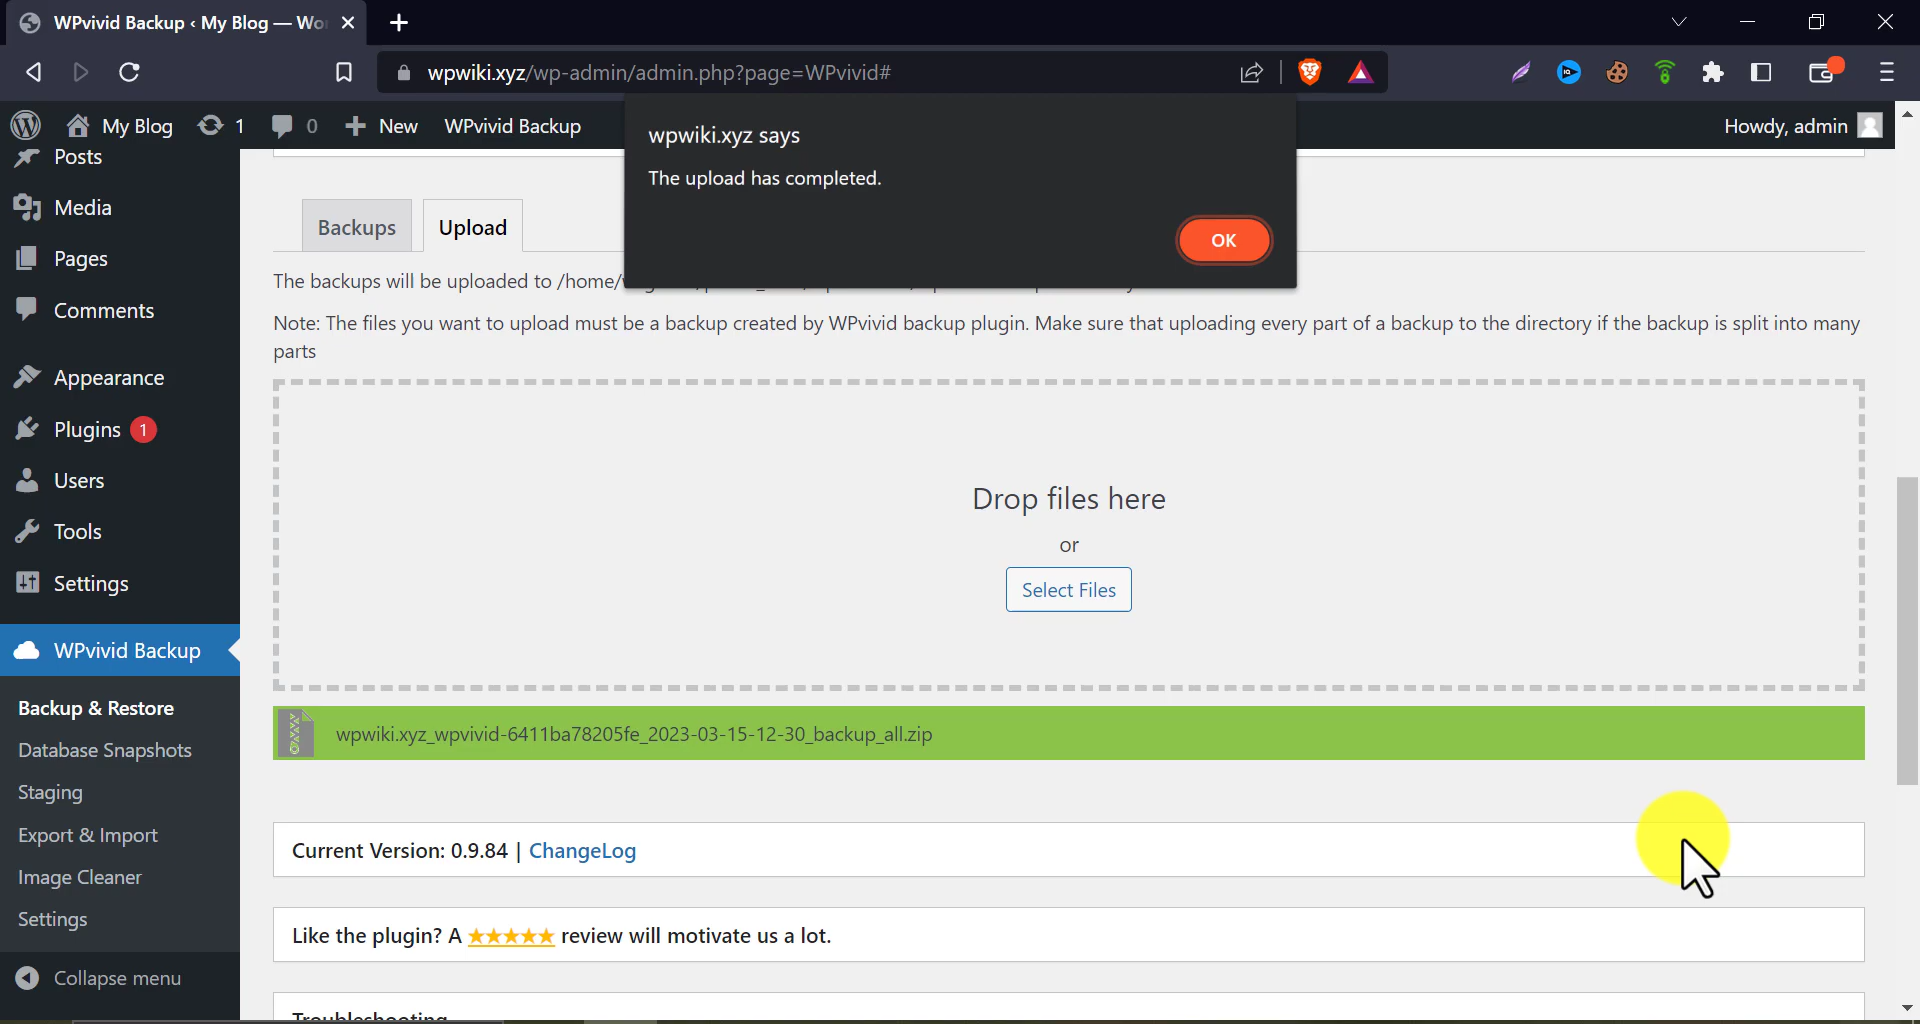 WPvivid Backup ‹ My Blog — Wo
wpwiki.xyz/wp-admin/admin.php?page=WPvivid#
My Blog 1 0 New WPvivid Backup
Howdy, admin
wpwiki.xyz says
The upload has completed.
OK
Posts
Media
Pages
Comments
Appearance
Plugins 1
Users
Tools
Settings
WPvivid Backup
Backup & Restore
Database Snapshots
Staging
Export & Import
Image Cleaner
Settings
Collapse menu
Backups Upload
The backups will be uploaded to /home/
Note: The files you want to upload must be a backup created by WPvivid backup plugin. Make sure that uploading every part of a backup to the directory if the backup is split into many
parts
Drop files here
or
Select Files
wpwiki.xyz_wpvivid-6411ba78205fe_2023-03-15-12-30_backup_all.zip
Current Version: 0.9.84 | ChangeLog
Like the plugin? A ★★★★★ review will motivate us a lot.
Troubleshooting